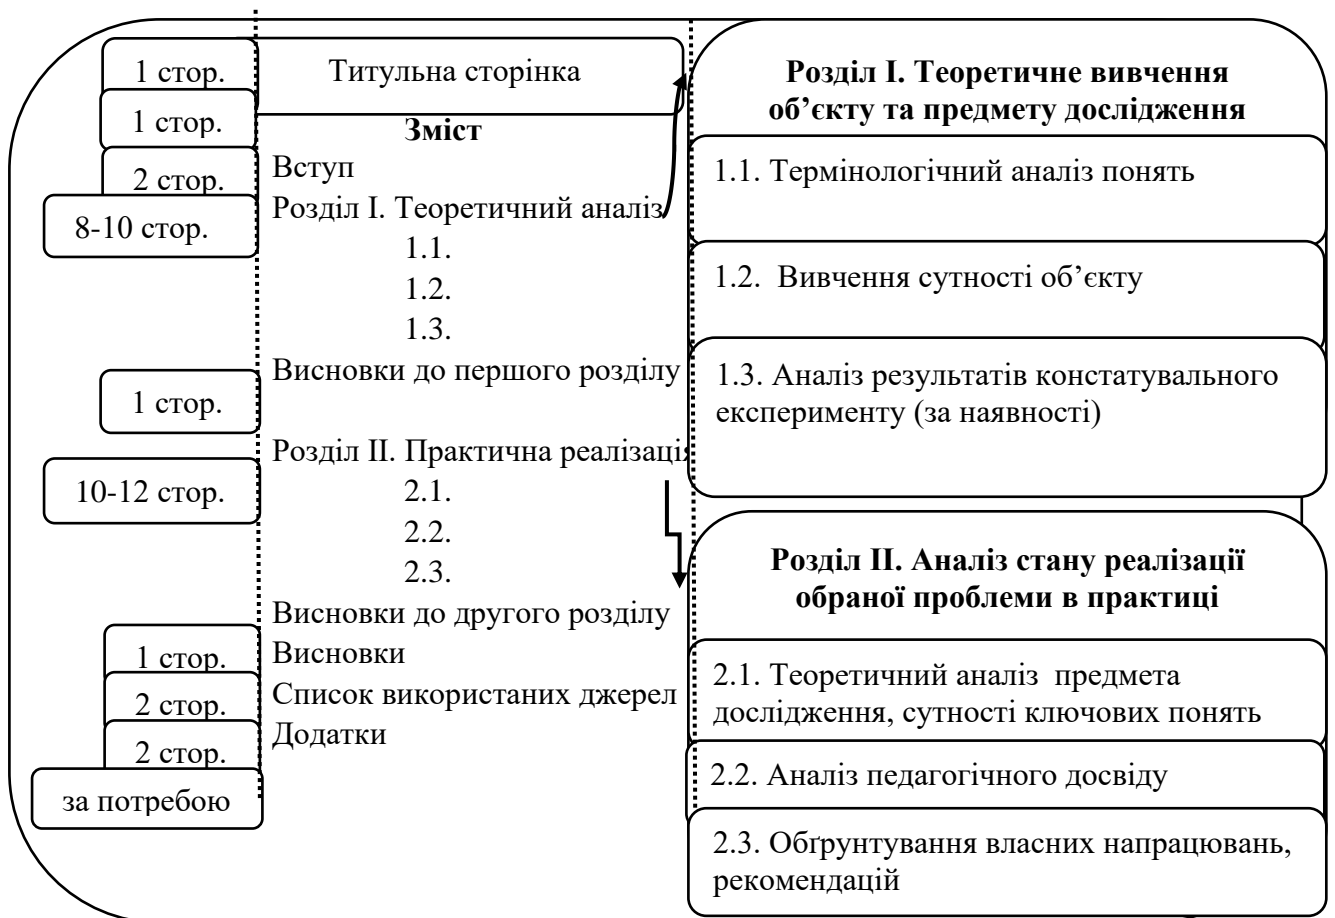 1 стор.
1 стор.
2 стор.
8-10 стор.
1 стор.
10-12 стор.
1 стор.
2 стор.
2 стор.
за потребою
Титульна сторінка
Зміст
Вступ
Розділ І. Теоретичний аналіз
1.1.
1.2.
1.3.
Висновки до першого розділу
Розділ ІІ. Практична реалізація
2.1.
2.2.
2.3.
Висновки до другого розділу
Висновки
Список використаних джерел
Додатки
Розділ І. Теоретичне вивчення
об’єкту та предмету дослідження
1.1. Термінологічний аналіз понять
1.2. Вивчення сутності об’єкту
1.3. Аналіз результатів констатувального
експерименту (за наявності)
Розділ ІІ. Аналіз стану реалізації
обраної проблеми в практиці
2.1. Теоретичний аналіз предмета
дослідження, сутності ключових понять
2.2. Аналіз педагогічного досвіду
2.3. Обґрунтування власних напрацювань,
рекомендацій